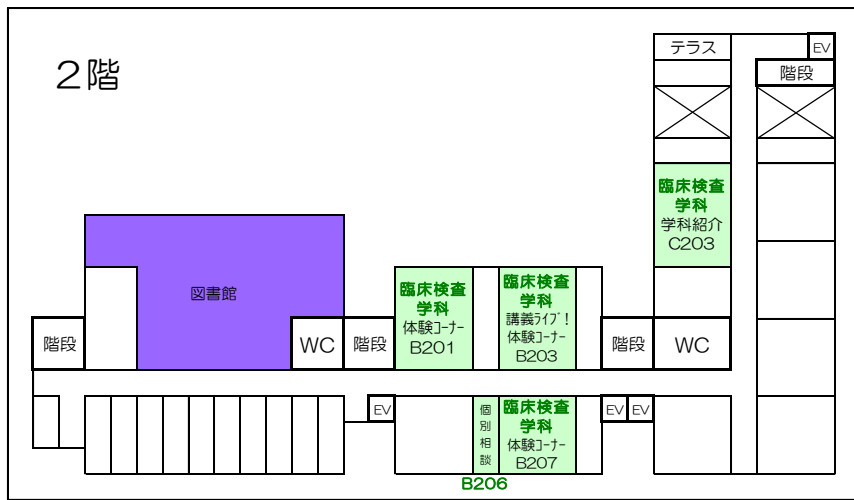 2階
テラス
EV
階段
臨床検査
学科
学科紹介
C203
図書館
臨床検査
学科
体験コーナー
B201
臨床検査
学科
講義ライブ!
体験コーナー
B203
階段
WC
階段
階段
WC
EV
個
別
相
談
臨床検査
学科
体験コーナー
B207
EV
EV
B206